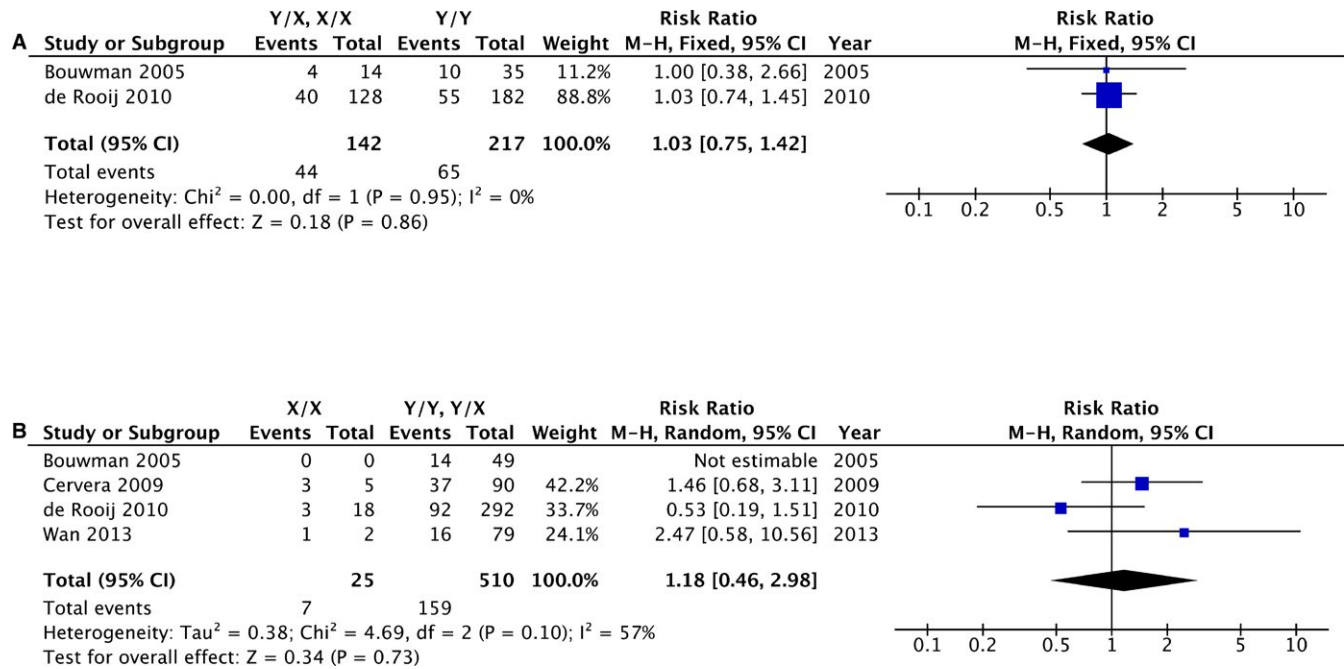 Y/X, X/X Y/Y Risk Ratio Risk Ratio
A Study or Subgroup Events Total Events Total Weight M-H, Fixed, 95% CI Year M-H, Fixed, 95% CI
Bouwman 2005 4 14 10 35 11.2% 1.00 [0.38, 2.66] 2005
de Rooij 2010 40 128 55 182 88.8% 1.03 [0.74, 1.45] 2010
Total (95% CI) 142 217 100.0% 1.03 [0.75, 1.42]
Total events 44 65
Heterogeneity: Chi² = 0.00, df = 1 (P = 0.95); I² = 0%
0.1 0.2 0.5 1 2 5 10
Test for overall effect: Z = 0.18 (P = 0.86)
X/X Y/Y, Y/X Risk Ratio Risk Ratio
B Study or Subgroup Events Total Events Total Weight M-H, Random, 95% CI Year M-H, Random, 95% CI
Bouwman 2005 0 0 14 49 Not estimable 2005
Cervera 2009 3 5 37 90 42.2% 1.46 [0.68, 3.11] 2009
de Rooij 2010 3 18 92 292 33.7% 0.53 [0.19, 1.51] 2010
Wan 2013 1 2 16 79 24.1% 2.47 [0.58, 10.56] 2013
Total (95% CI) 25 510 100.0% 1.18 [0.46, 2.98]
Total events 7 159
Heterogeneity: Tau² = 0.38; Chi² = 4.69, df = 2 (P = 0.10); I² = 57%
0.1 0.2 0.5 1 2 5 10
Test for overall effect: Z = 0.34 (P = 0.73)